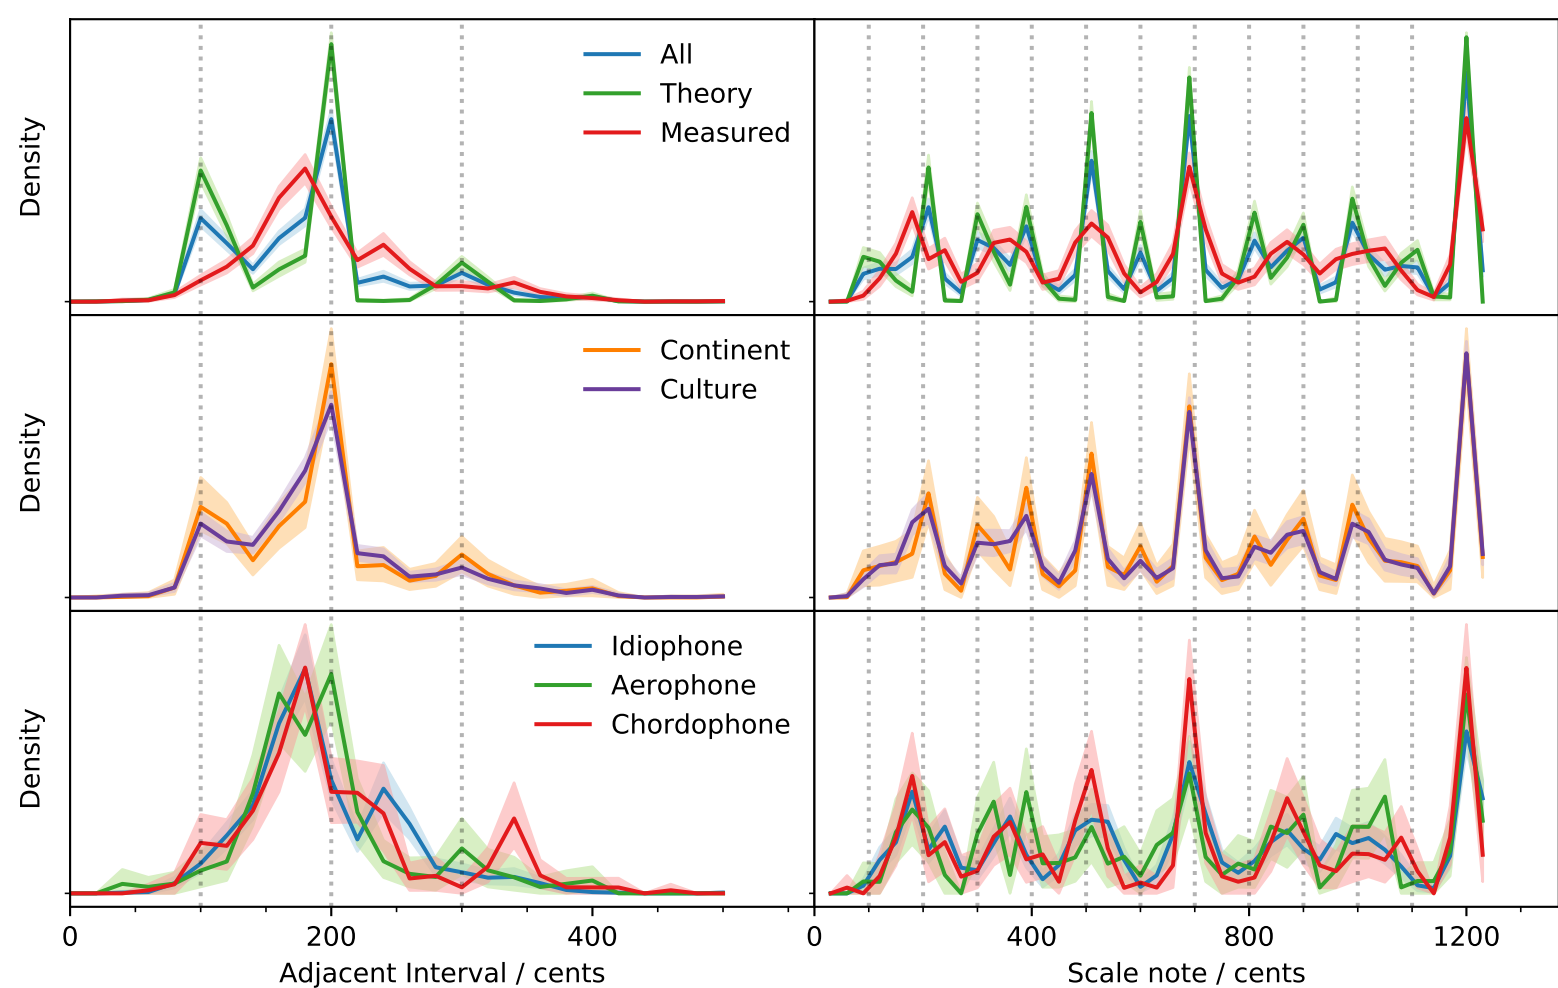 Density
All
Theory
Measured
Density
Continent
Culture
Density
Idiophone
Aerophone
Chordophone
0 200 400 0 400 800 1200
Adjacent Interval / cents Scale note / cents